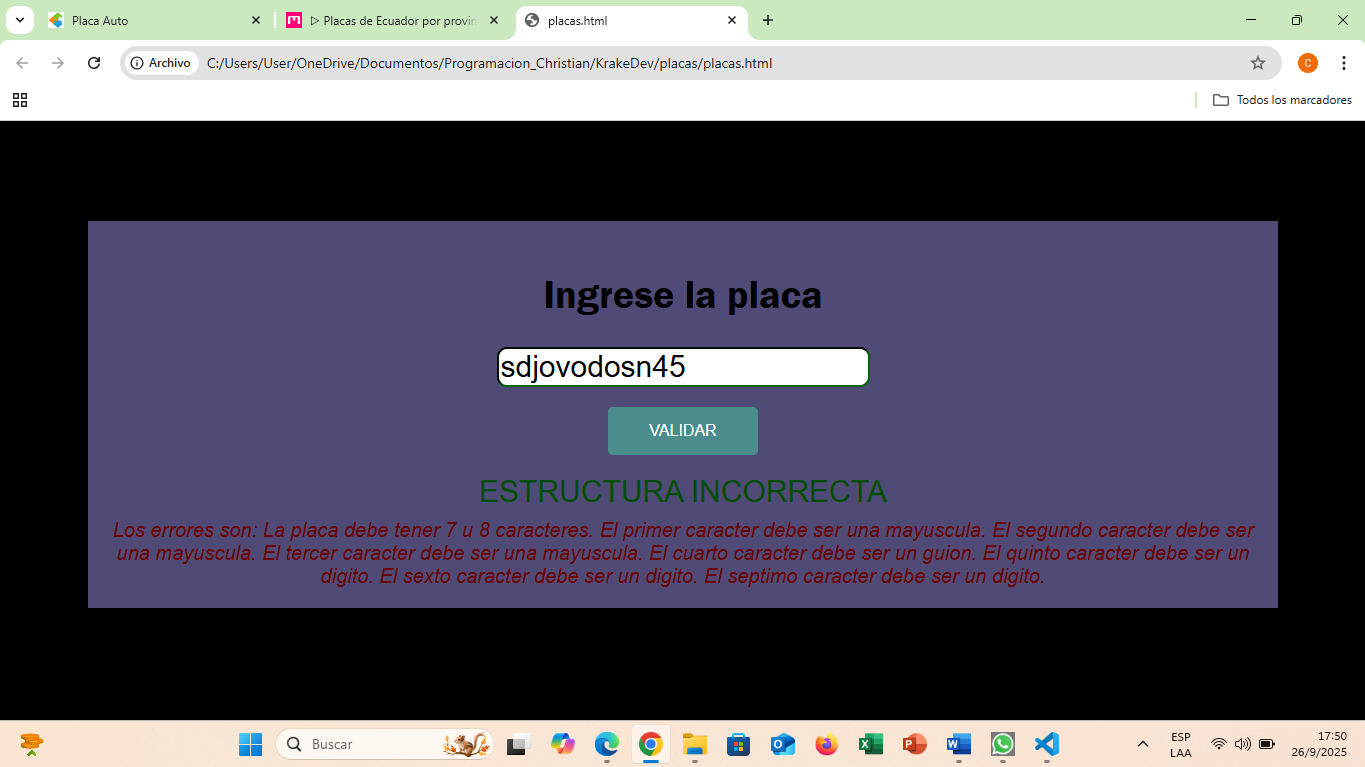 Placa Auto
▷ Placas de Ecuador por provin
placas.html
Archivo
C:/Users/User/OneDrive/Documentos/Programacion_Christian/KrakeDev/placas/placas.html
C
Todos los marcadores
Ingrese la placa
sdjovodosn45
VALIDAR
ESTRUCTURA INCORRECTA
Los errores son: La placa debe tener 7 u 8 caracteres. El primer caracter debe ser una mayuscula. El segundo caracter debe ser
una mayuscula. El tercer caracter debe ser una mayuscula. El cuarto caracter debe ser un guion. El quinto caracter debe ser un
digito. El sexto caracter debe ser un digito. El septimo caracter debe ser un digito.
Buscar
ESP
LAA
17:50
26/9/2025